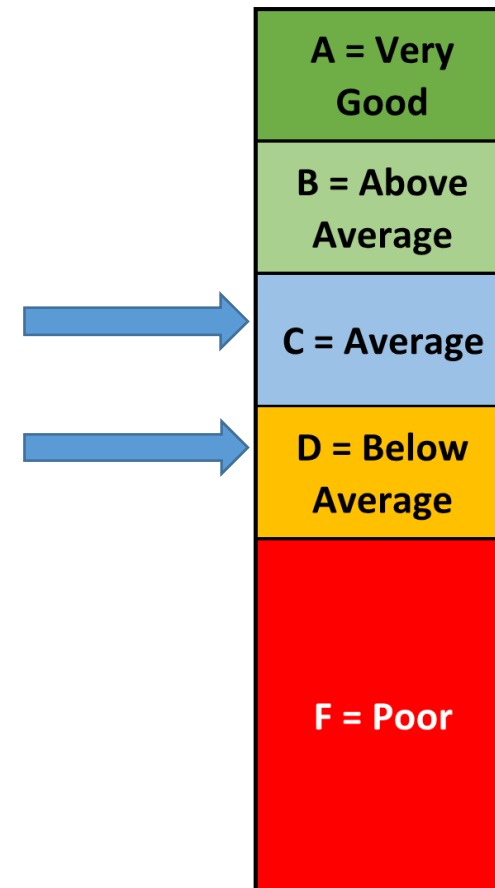 A = Very
Good
B = Above
Average
C = Average
D = Below
Average
F = Poor